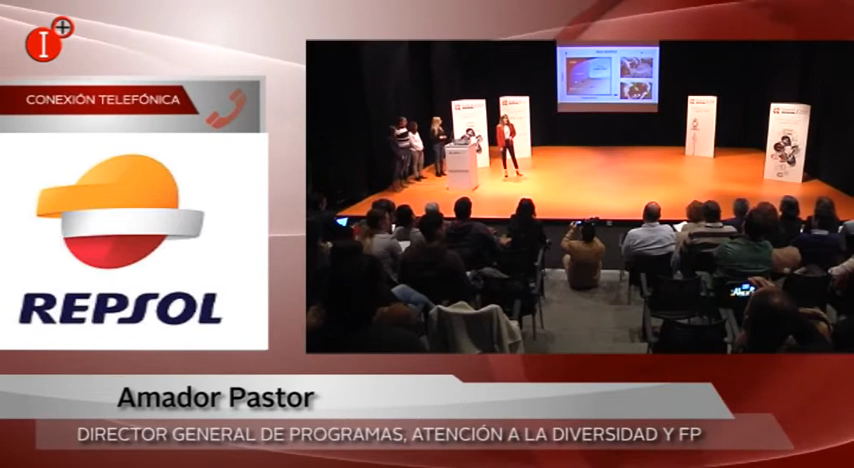 I+
CONEXIÓN TELEFÓNICA
REPSOL
Amador Pastor
DIRECTOR GENERAL DE PROGRAMAS, ATENCIÓN A LA DIVERSIDAD Y FP